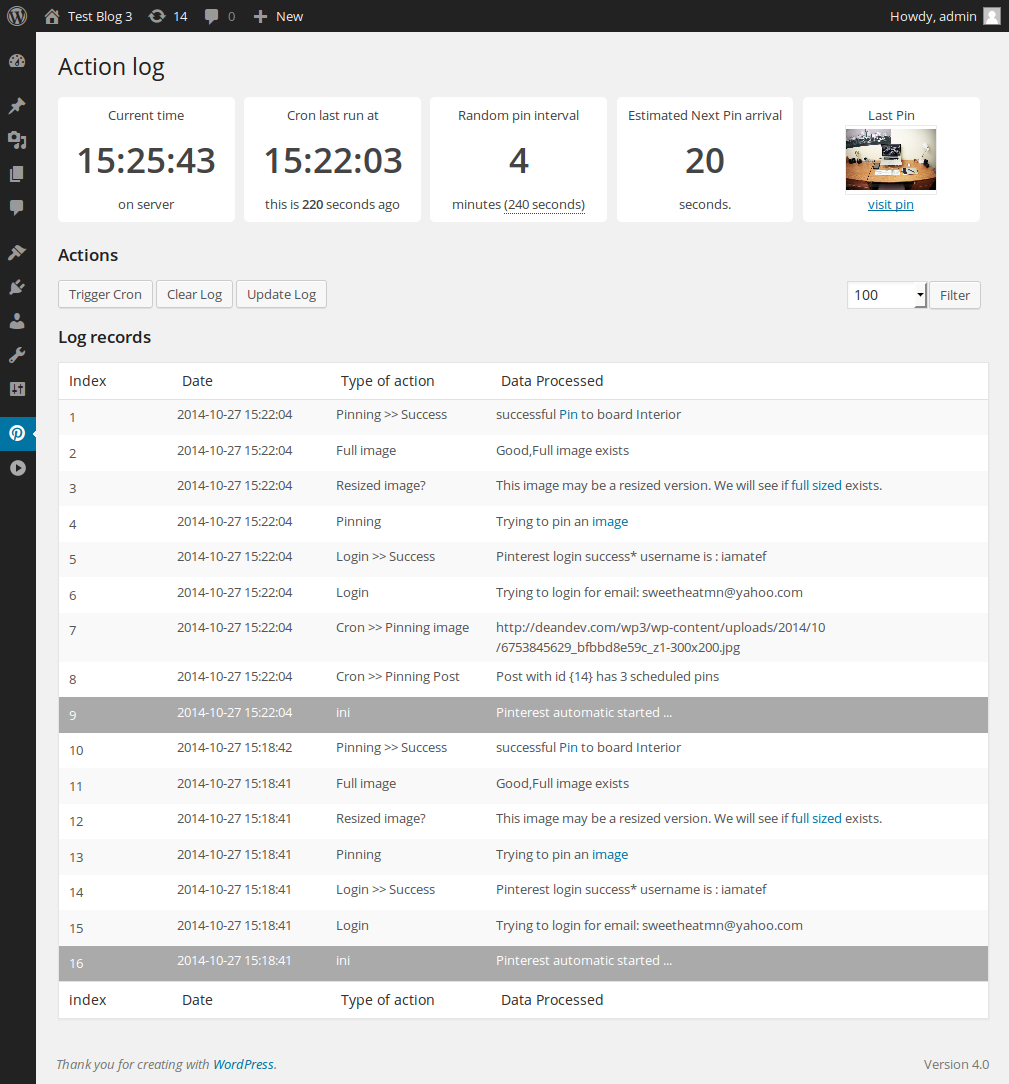 Test Blog 3 14 0 New Howdy, admin
Action log
Current time
15:25:43
on server
Cron last run at
15:22:03
this is 220 seconds ago
Random pin interval
4
minutes (240 seconds)
Estimated Next Pin arrival
20
seconds.
Last Pin
visit pin
Actions
Trigger Cron Clear Log Update Log 100 Filter
Log records
Index Date Type of action Data Processed
1 2014-10-27 15:22:04 Pinning >> Success successful Pin to board Interior
2 2014-10-27 15:22:04 Full image Good,Full image exists
3 2014-10-27 15:22:04 Resized image? This image may be a resized version. We will see if full sized exists.
4 2014-10-27 15:22:04 Pinning Trying to pin an image
5 2014-10-27 15:22:04 Login >> Success Pinterest login success* username is : iamatef
6 2014-10-27 15:22:04 Login Trying to login for email: sweetheatmn@yahoo.com
7 2014-10-27 15:22:04 Cron >> Pinning image http://deandev.com/wp3/wp-content/uploads/2014/10
/6753845629_bfbbd8e59c_z1-300x200.jpg
8 2014-10-27 15:22:04 Cron >> Pinning Post Post with id {14} has 3 scheduled pins
9 2014-10-27 15:22:04 ini Pinterest automatic started ...
10 2014-10-27 15:18:42 Pinning >> Success successful Pin to board Interior
11 2014-10-27 15:18:41 Full image Good,Full image exists
12 2014-10-27 15:18:41 Resized image? This image may be a resized version. We will see if full sized exists.
13 2014-10-27 15:18:41 Pinning Trying to pin an image
14 2014-10-27 15:18:41 Login >> Success Pinterest login success* username is : iamatef
15 2014-10-27 15:18:41 Login Trying to login for email: sweetheatmn@yahoo.com
16 2014-10-27 15:18:41 ini Pinterest automatic started ...
index Date Type of action Data Processed
Thank you for creating with WordPress. Version 4.0